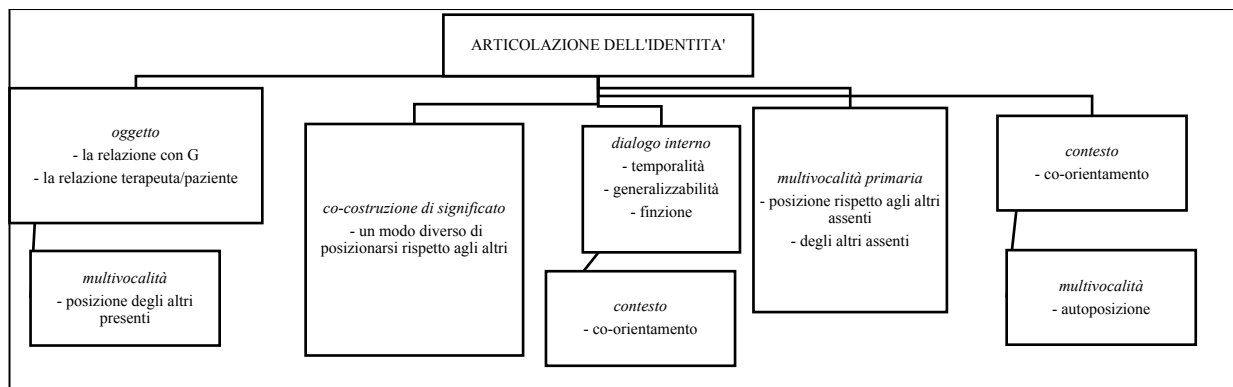 ARTICOLAZIONE DELL'IDENTITA'
oggetto
- la relazione con G
- la relazione terapeuta/paziente
multivocalità
- posizione degli altri
presenti
co-costruzione di significato
- un modo diverso di
posizionarsi rispetto agli altri
dialogo interno
- temporalità
- generalizzabilità
- finzione
contesto
- co-orientamento
multivocalità primaria
- posizione rispetto agli altri
assenti
- degli altri assenti
contesto
- co-orientamento
multivocalità
- autoposizione